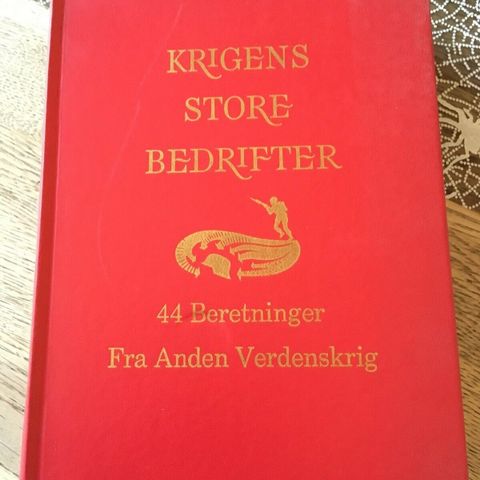 KRIGENS
STORE
BEDRIFTER
44 Beretninger
Fra Anden Verdenskrig